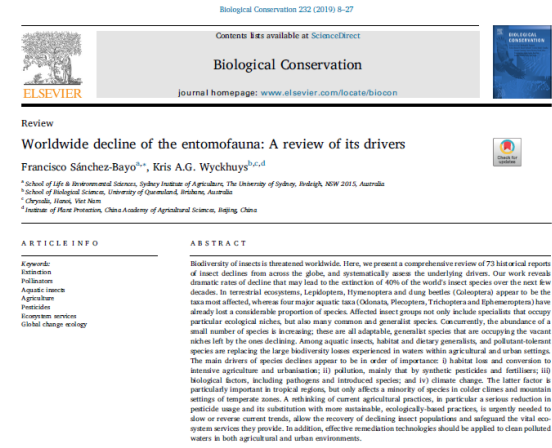 Biological Conservation 232 (2019) 8–27
Contents lists available at ScienceDirect
Biological Conservation
journal homepage: www.elsevier.com/locate/biocon
ELSEVIER
BIOLOGICAL
CONSERVATION
Review
Worldwide decline of the entomofauna: A review of its drivers
Check for
updates
Francisco Sánchez-Bayoᵃ,*, Kris A.G. Wyckhuysᵇ,ᶜ,ᵈ
ᵃ School of Life & Environmental Sciences, Sydney Institute of Agriculture, The University of Sydney, Eveleigh, NSW 2015, Australia
ᵇ School of Biological Sciences, University of Queensland, Brisbane, Australia
ᶜ Chrysalis, Hanoi, Viet Nam
ᵈ Institute of Plant Protection, China Academy of Agricultural Sciences, Beijing, China
ARTICLE INFO
Keywords:
Extinction
Pollinators
Aquatic insects
Agriculture
Pesticides
Ecosystem services
Global change ecology
ABSTRACT
Biodiversity of insects is threatened worldwide. Here, we present a comprehensive review of 73 historical reports
of insect declines from across the globe, and systematically assess the underlying drivers. Our work reveals
dramatic rates of decline that may lead to the extinction of 40% of the world's insect species over the next few
decades. In terrestrial ecosystems, Lepidoptera, Hymenoptera and dung beetles (Coleoptera) appear to be the
taxa most affected, whereas four major aquatic taxa (Odonata, Plecoptera, Trichoptera and Ephemeroptera) have
already lost a considerable proportion of species. Affected insect groups not only include specialists that occupy
particular ecological niches, but also many common and generalist species. Concurrently, the abundance of a
small number of species is increasing; these are all adaptable, generalist species that are occupying the vacant
niches left by the ones declining. Among aquatic insects, habitat and dietary generalists, and pollutant-tolerant
species are replacing the large biodiversity losses experienced in waters within agricultural and urban settings.
The main drivers of species declines appear to be in order of importance: i) habitat loss and conversion to
intensive agriculture and urbanisation; ii) pollution, mainly that by synthetic pesticides and fertilisers; iii)
biological factors, including pathogens and introduced species; and iv) climate change. The latter factor is
particularly important in tropical regions, but only affects a minority of species in colder climes and mountain
settings of temperate zones. A rethinking of current agricultural practices, in particular a serious reduction in
pesticide usage and its substitution with more sustainable, ecologically-based practices, is urgently needed to
slow or reverse current trends, allow the recovery of declining insect populations and safeguard the vital eco-
system services they provide. In addition, effective remediation technologies should be applied to clean polluted
waters in both agricultural and urban environments.